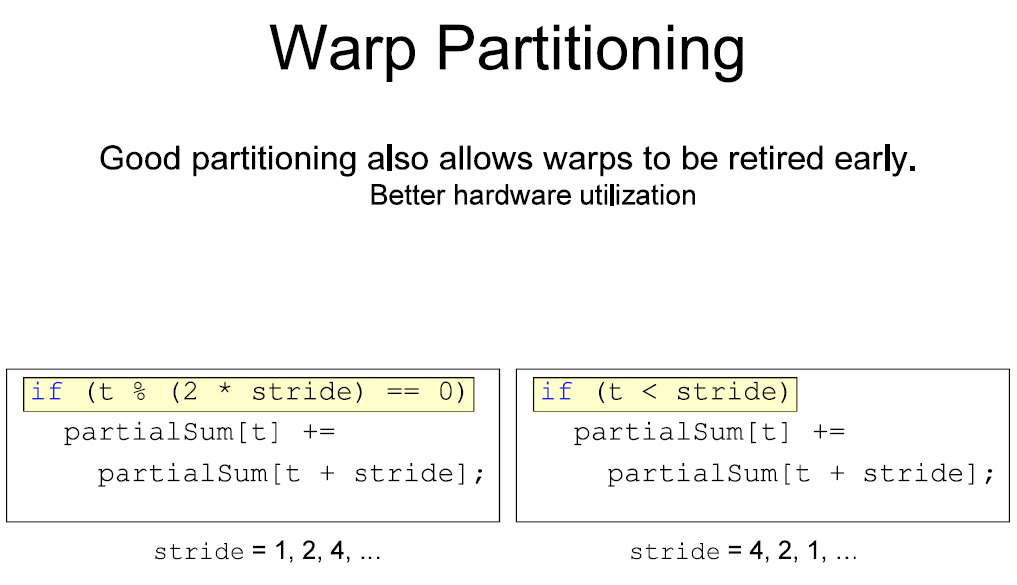 Warp Partitioning
Good partitioning also allows warps to be retired early.
Better hardware utilization
if (t % (2 * stride) == 0)
partialSum[t] +=
partialSum[t + stride];
stride = 1, 2, 4, ...
if (t < stride)
partialSum[t] +=
partialSum[t + stride];
stride = 4, 2, 1, ...